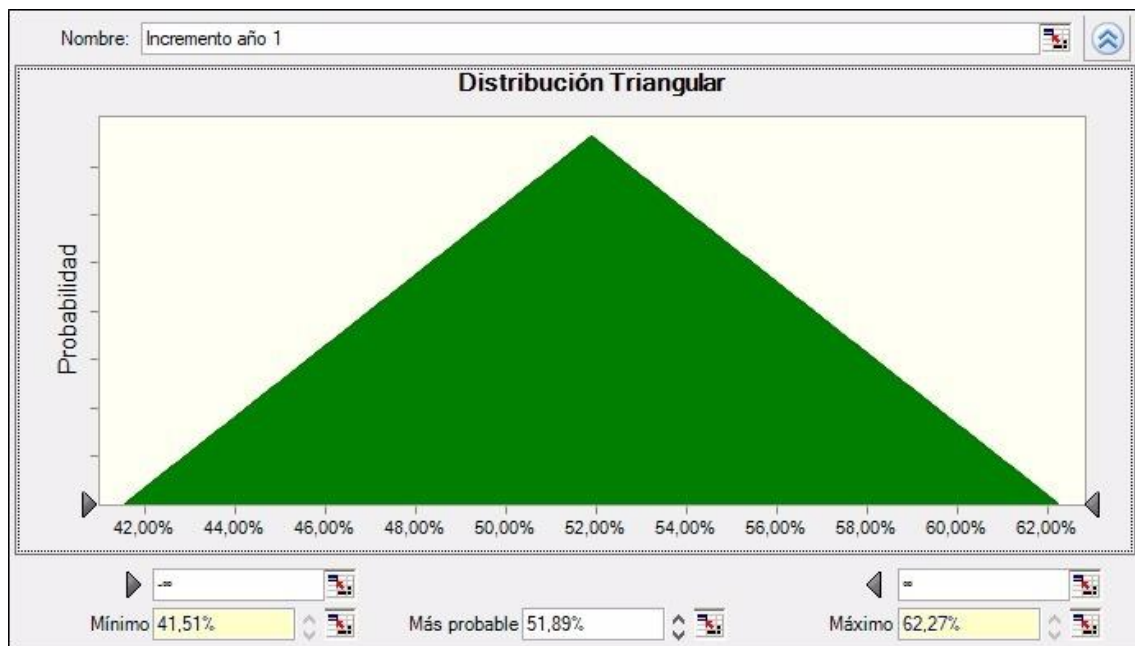 Nombre: Incremento año 1
Distribución Triangular
Probabilidad
42,00% 44,00% 46,00% 48,00% 50,00% 52,00% 54,00% 56,00% 58,00% 60,00% 62,00%
-∞ ∞
Mínimo 41,51% Más probable 51,89% Máximo 62,27%